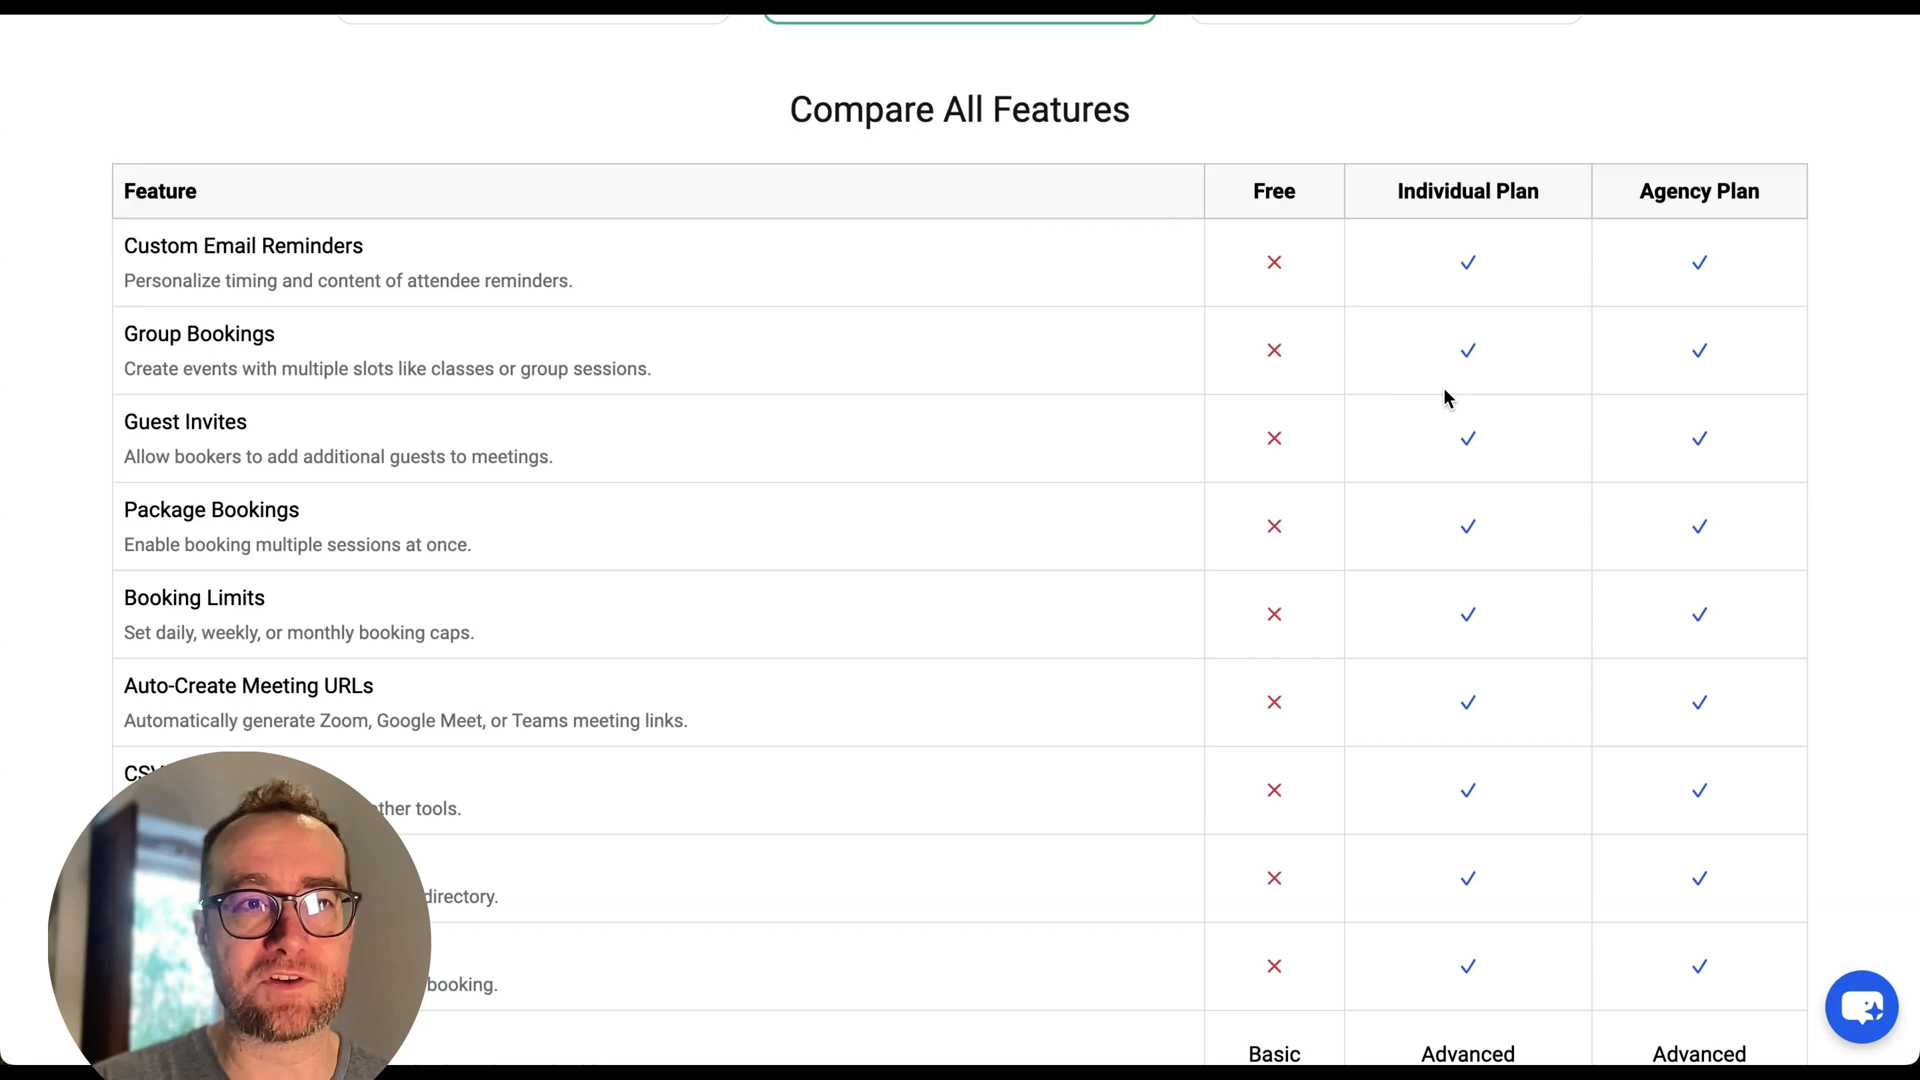 Compare All Features
Feature Free Individual Plan Agency Plan
Custom Email Reminders
Personalize timing and content of attendee reminders.
Group Bookings
Create events with multiple slots like classes or group sessions.
Guest Invites
Allow bookers to add additional guests to meetings.
Package Bookings
Enable booking multiple sessions at once.
Booking Limits
Set daily, weekly, or monthly booking caps.
Auto-Create Meeting URLs
Automatically generate Zoom, Google Meet, or Teams meeting links.
other tools.
directory.
booking.
Basic Advanced Advanced